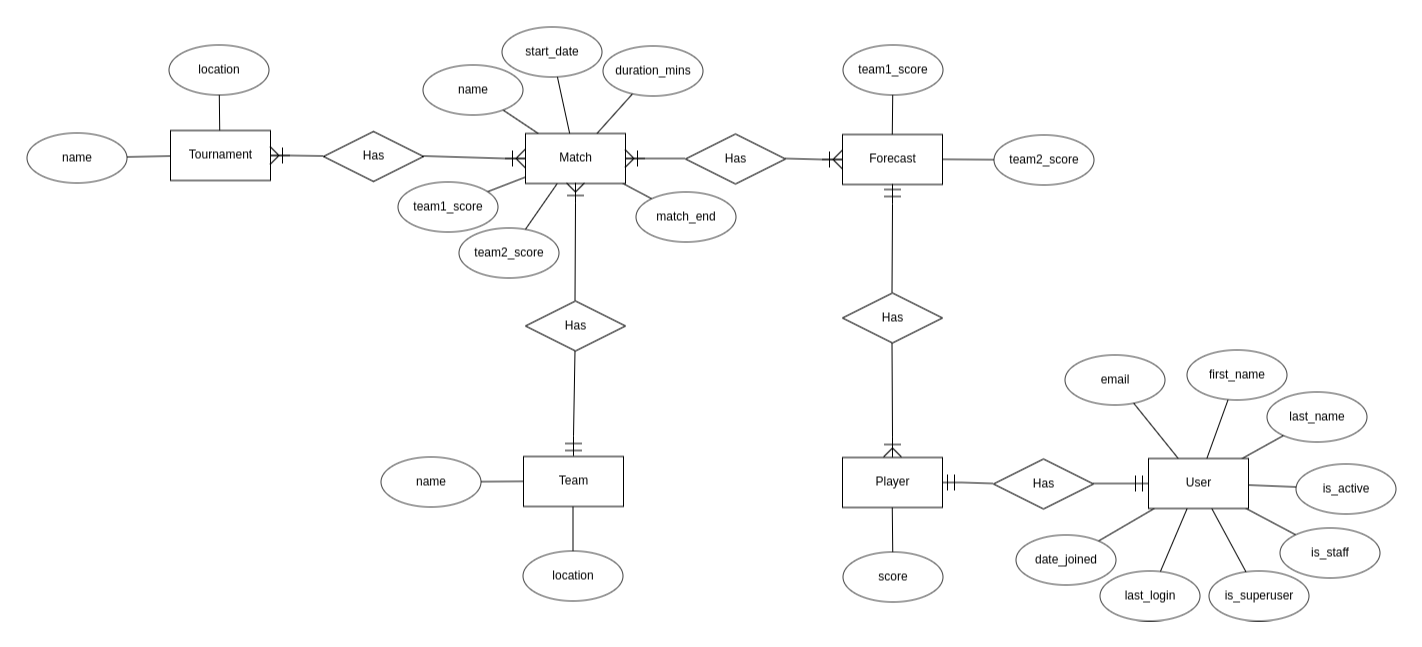 start_date
location
team1_score
duration_mins
name
name
Tournament
Has
Match
Has
Forecast
team2_score
team1_score
match_end
team2_score
Has
Has
email
first_name
last_name
name
Team
Player
Has
User
is_active
date_joined
is_staff
location
score
last_login
is_superuser